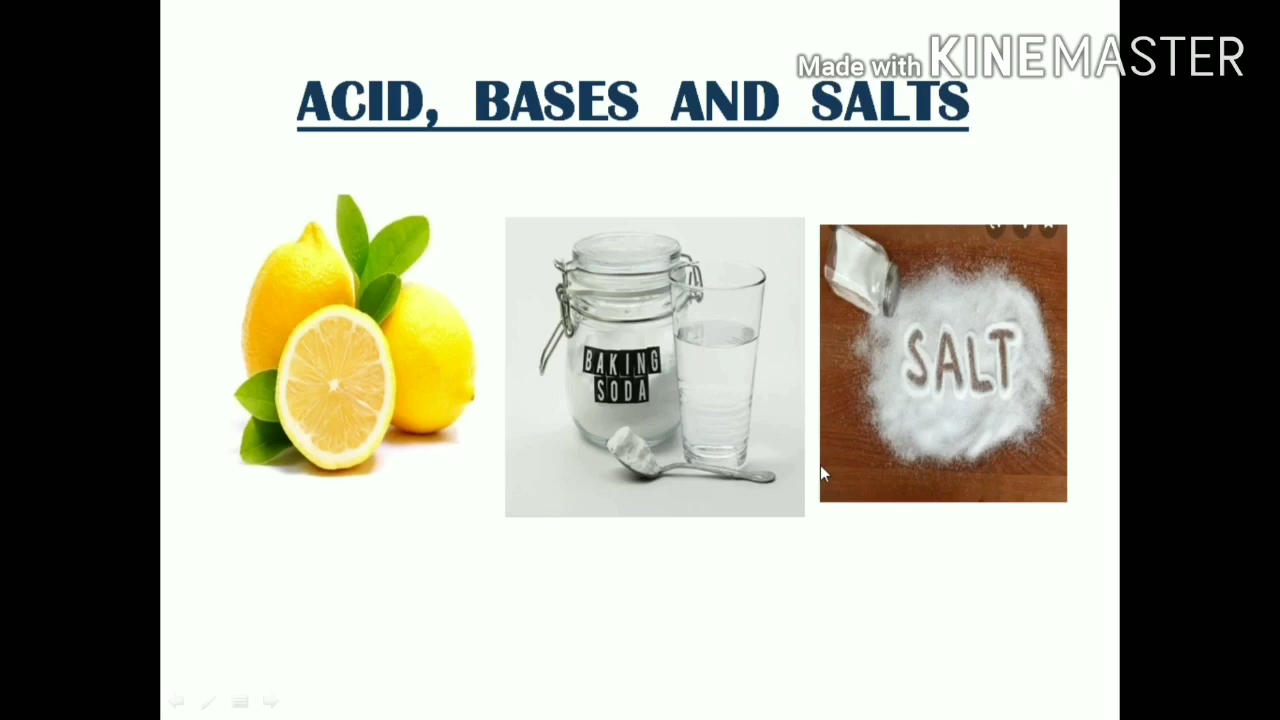 Made with KINEMASTER
ACID, BASES AND SALTS
BAKING
SODA
SALT